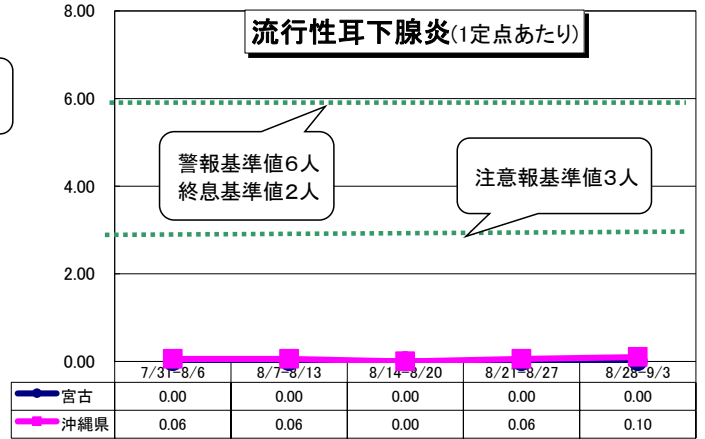 流行性耳下腺炎(1定点あたり)
8.00
6.00
警報基準値6人
終息基準値2人
注意報基準値3人
4.00
2.00
0.00
7/31-8/6 8/7-8/13 8/14-8/20 8/21-8/27 8/28-9/3
宮古 0.00 0.00 0.00 0.00 0.00
沖縄県 0.06 0.06 0.00 0.06 0.10